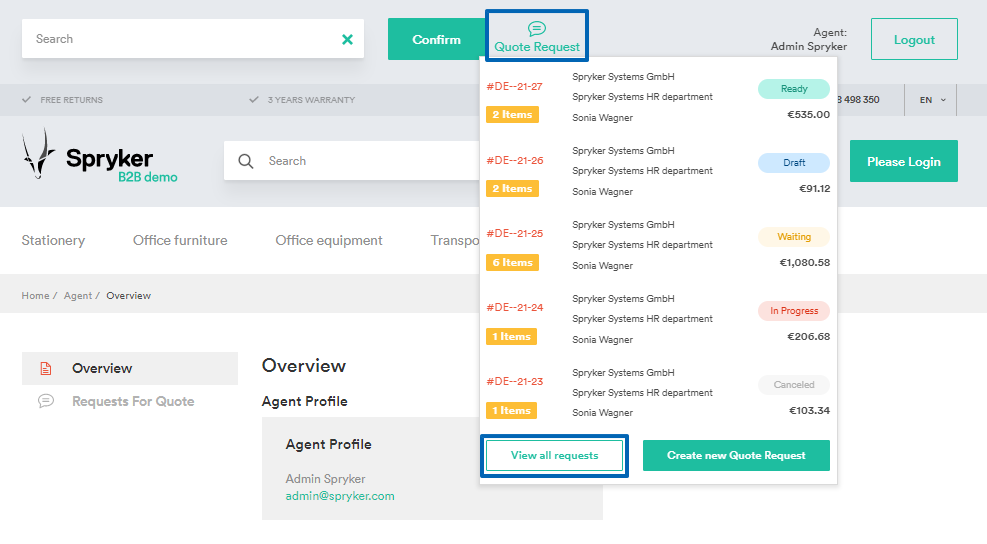 Search
Confirm
Quote Request
Agent:
Admin Spryker
Logout
#DE--21-27
2 Items
Spryker Systems GmbH
Spryker Systems HR department
Sonia Wagner
Ready
€535.00
#DE--21-26
2 Items
Spryker Systems GmbH
Spryker Systems HR department
Sonia Wagner
Draft
€91.12
#DE--21-25
6 Items
Spryker Systems GmbH
Spryker Systems HR department
Sonia Wagner
Waiting
€1,080.58
#DE--21-24
1 Items
Spryker Systems GmbH
Spryker Systems HR department
Sonia Wagner
In Progress
€206.68
#DE--21-23
1 Items
Spryker Systems GmbH
Spryker Systems HR department
Sonia Wagner
Canceled
€103.34
View all requests
Create new Quote Request
FREE RETURNS
3 YEARS WARRANTY
8 498 350
EN
Spryker
B2B demo
Search
Please Login
Stationery
Office furniture
Office equipment
Transpo
Home / Agent / Overview
Overview
Requests For Quote
Overview
Agent Profile
Agent Profile
Admin Spryker
admin@spryker.com